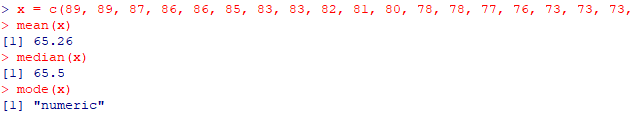 > x = c(89, 89, 87, 86, 86, 85, 83, 83, 82, 81, 80, 78, 78, 77, 76, 73, 73, 73,
> mean(x)
[1] 65.26
> median(x)
[1] 65.5
> mode(x)
[1] "numeric"